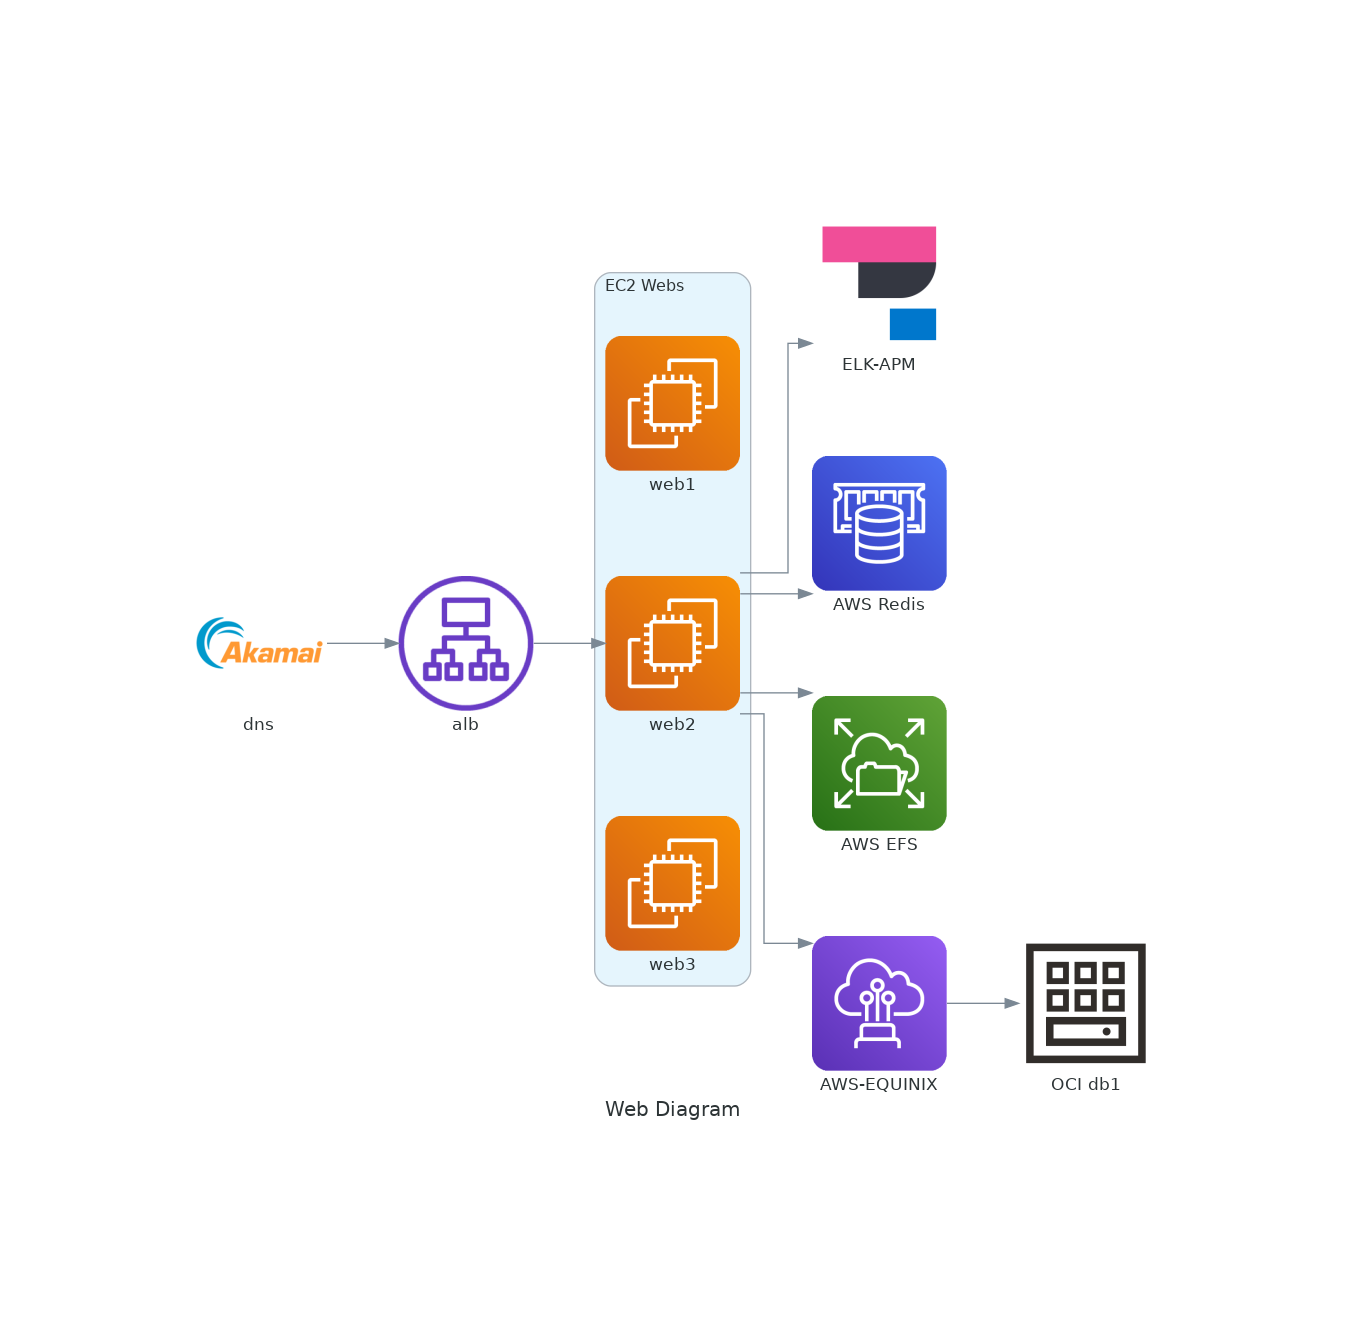 ELK-APM
EC2 Webs
web1
AWS Redis
Akamai
dns
alb
web2
AWS EFS
web3
AWS-EQUINIX
OCI db1
Web Diagram